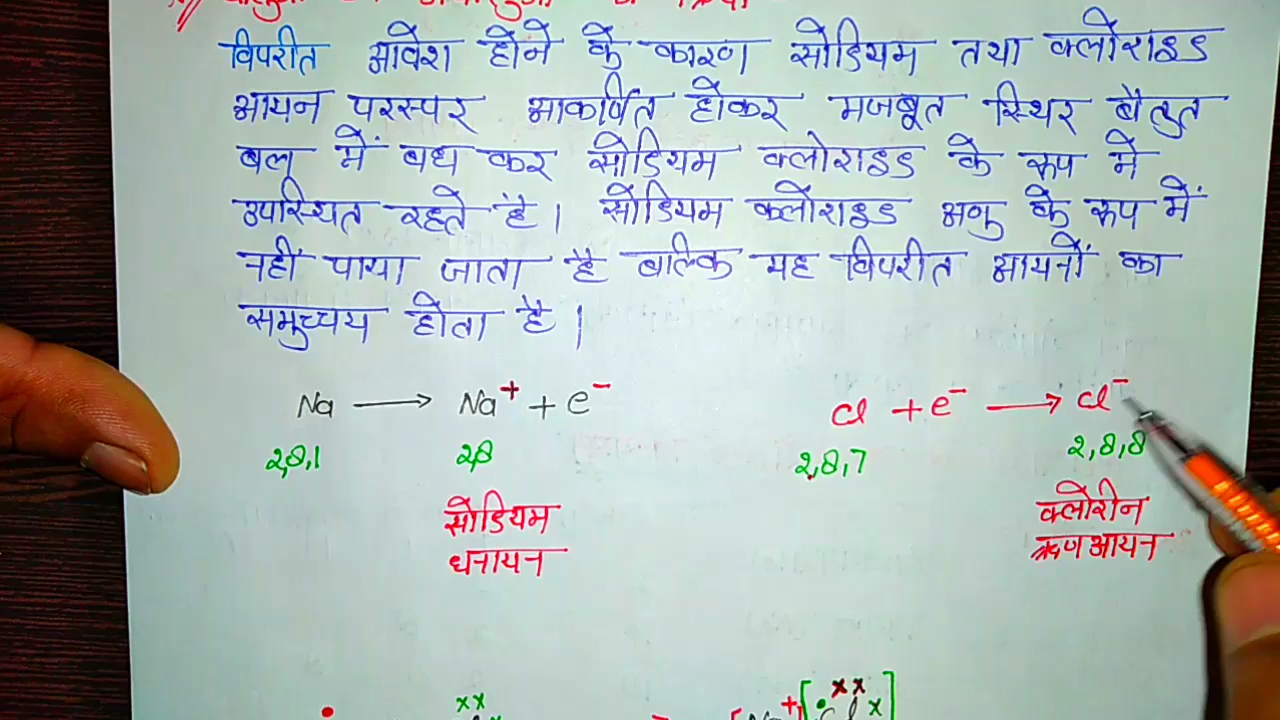 विपरीत आवेश होने के कारण सोडियम तथा क्लोराइड
आयन परस्पर आकर्षित होकर मजबूत स्थिर वैद्युत
बल में बध कर सोडियम क्लोराइड के रूप में
उपस्थित रहते है। सोडियम क्लोराइड अनु के रूप में
नहीं पाया जाता है बल्कि यह विपरीत आयनों का
समुच्चय होता है।
Na ⟶ Na⁺ + e⁻ Cl + e⁻ ⟶ Cl⁻
2,8,1 2,8 2,8,7 2,8,8
सोडियम क्लोरीन
धनायन ऋणआयन